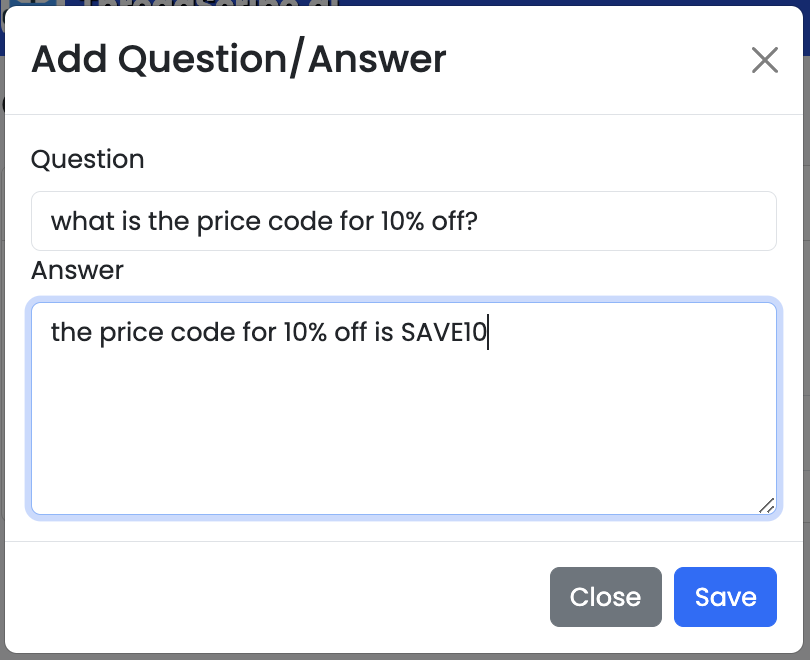 Add Question/Answer
Question
what is the price code for 10% off?
Answer
the price code for 10% off is SAVE10
Close
Save